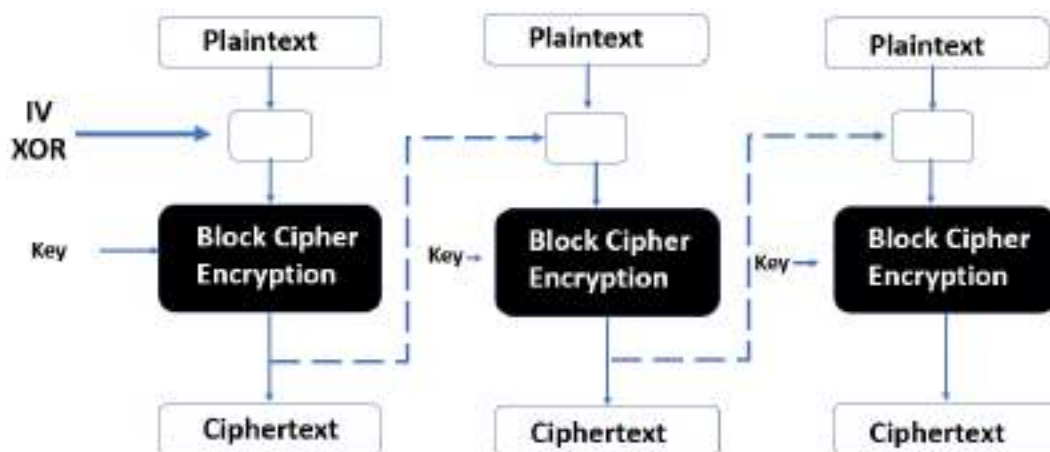 Plaintext
Plaintext
Plaintext
IV
XOR
Key
Block Cipher
Encryption
Key
Block Cipher
Encryption
Key
Block Cipher
Encryption
Ciphertext
Ciphertext
Ciphertext